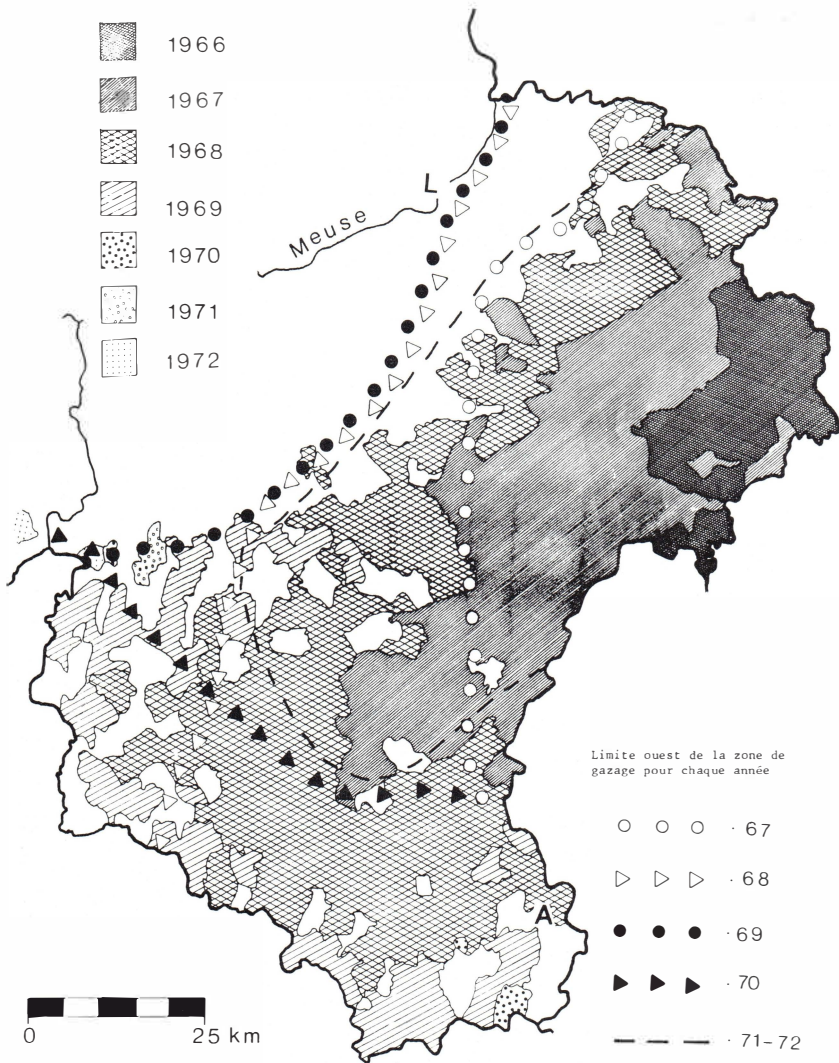 1966
1967
1968
1969
1970
1971
1972
L
Meuse
A
Limite ouest de la zone de
gazage pour chaque année
· 67
· 68
· 69
· 70
· 71-72
0 25 km